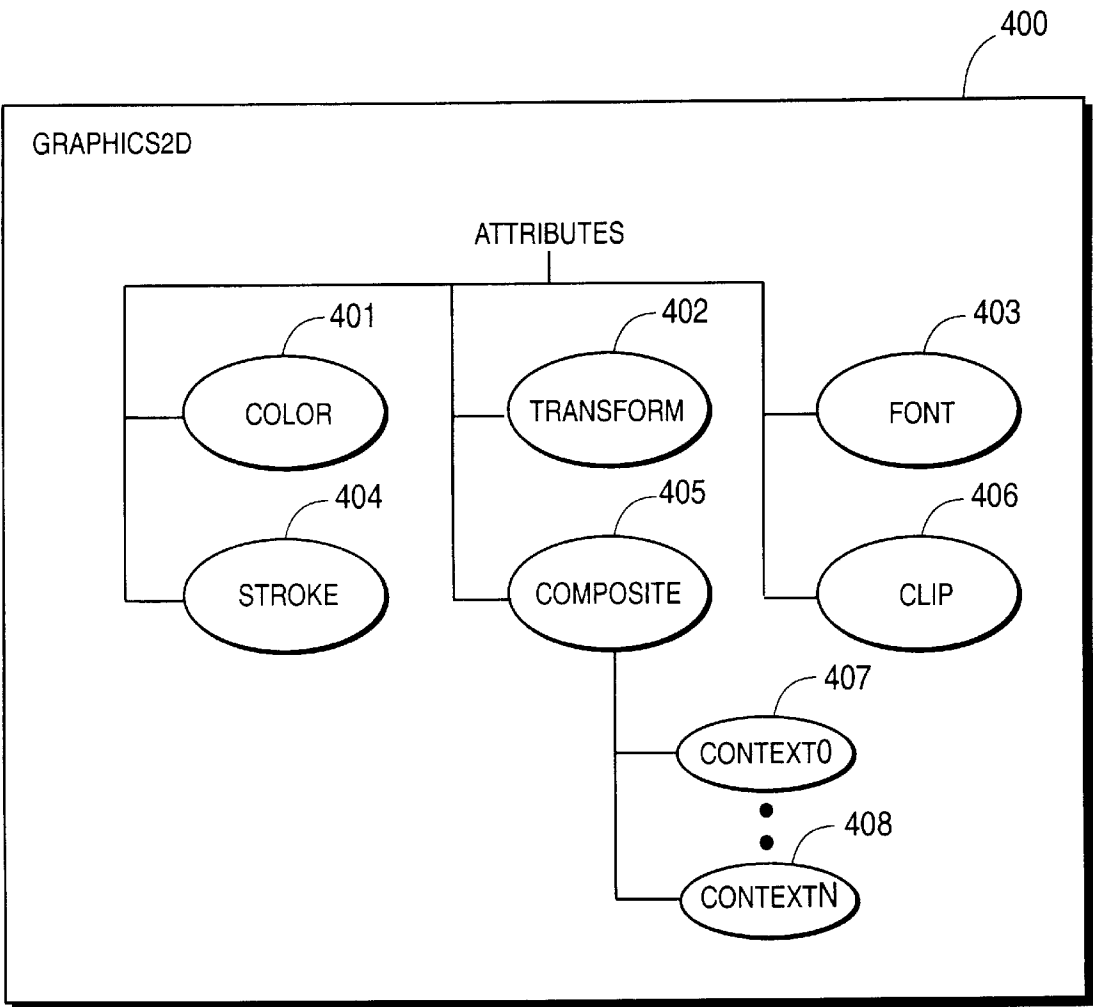 400
GRAPHICS2D
ATTRIBUTES
401
402
403
COLOR
TRANSFORM
FONT
404
405
406
STROKE
COMPOSITE
CLIP
407
CONTEXT0
408
CONTEXTN